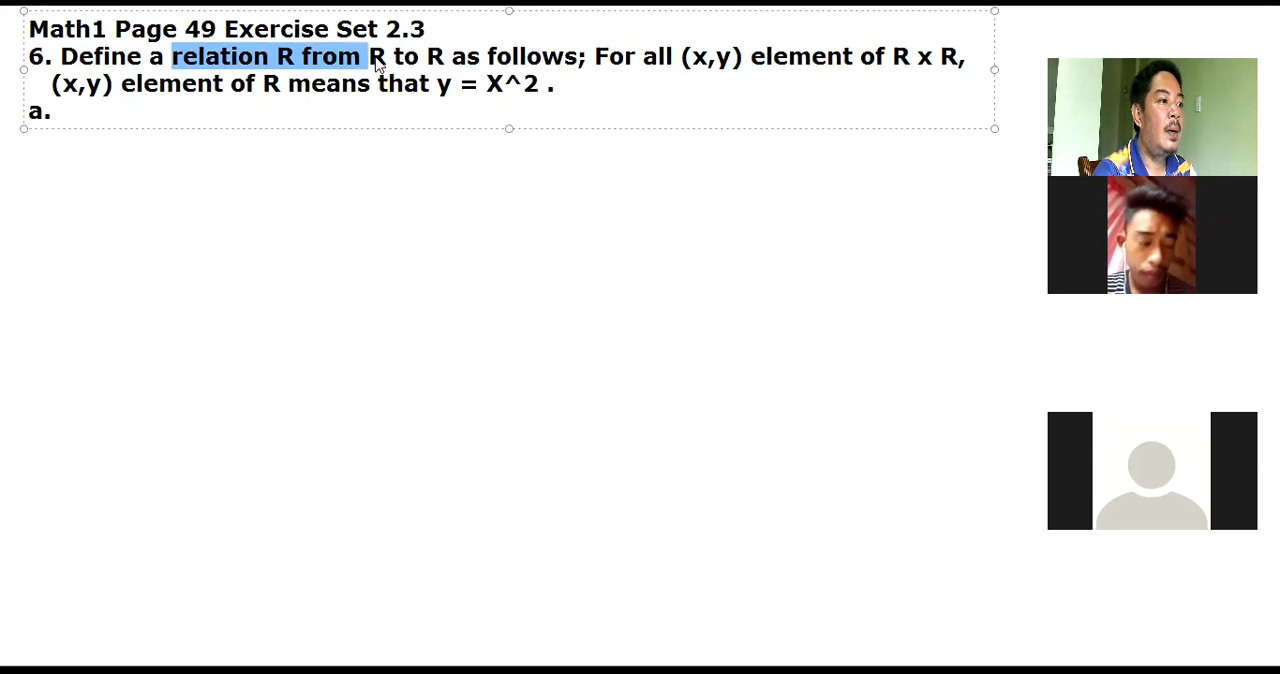 Math1 Page 49 Exercise Set 2.3
6. Define a relation R from R to R as follows; For all (x,y) element of R x R,
(x,y) element of R means that y = X^2 .
a.